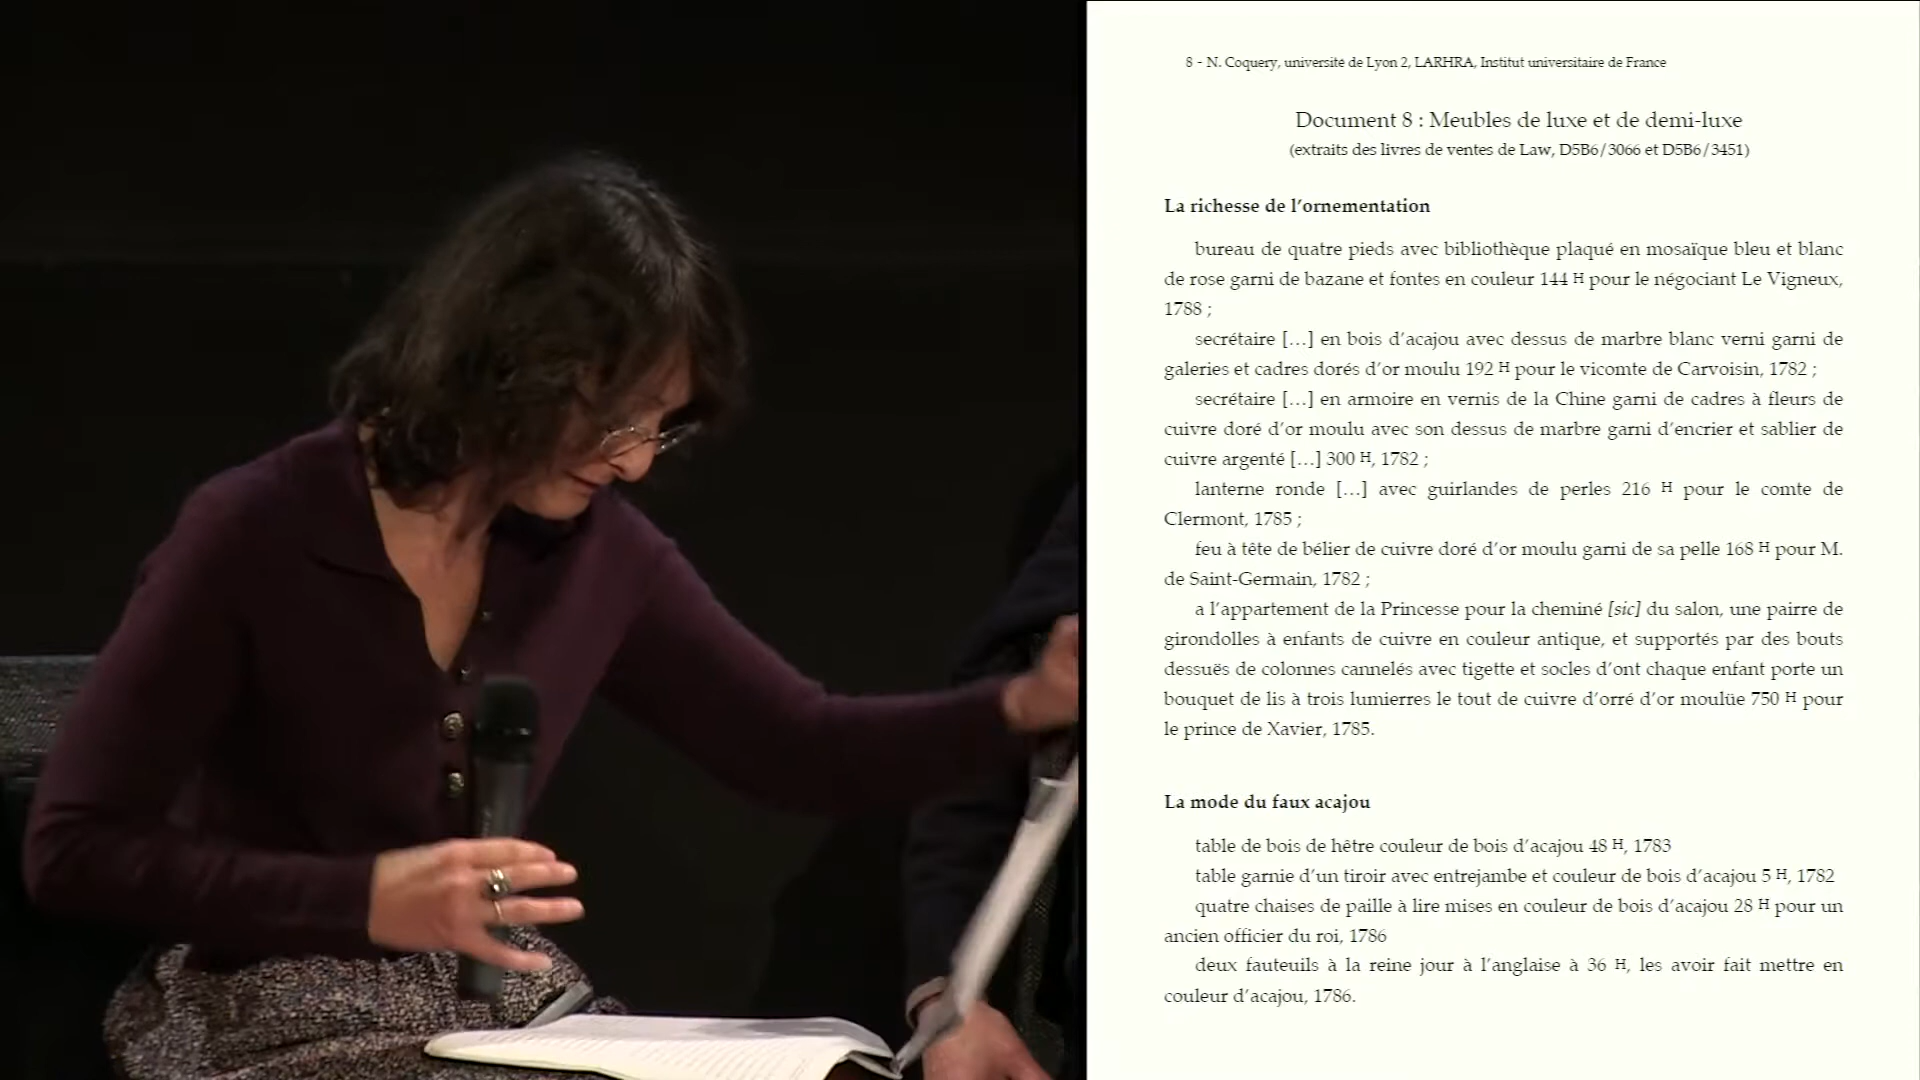 8 - N. Coquery, université de Lyon 2, LARHRA, Institut universitaire de France
Document 8 : Meubles de luxe et de demi-luxe
(extraits des livres de ventes de Law, D5B6/3066 et D5B6/3451)
La richesse de l’ornementation
bureau de quatre pieds avec bibliothèque plaqué en mosaïque bleu et blanc
de rose garni de bazane et fontes en couleur 144 H pour le négociant Le Vigneux,
1788 ;
secrétaire [...] en bois d’acajou avec dessus de marbre blanc verni garni de
galeries et cadres dorés d’or moulu 192 H pour le vicomte de Carvoisin, 1782 ;
secrétaire [...] en armoire en vernis de la Chine garni de cadres à fleurs de
cuivre doré d’or moulu avec son dessus de marbre garni d’encrier et sablier de
cuivre argenté [...] 300 H, 1782 ;
lanterne ronde [...] avec guirlandes de perles 216 H pour le comte de
Clermont, 1785 ;
feu à tête de bélier de cuivre doré d’or moulu garni de sa pelle 168 H pour M.
de Saint-Germain, 1782 ;
a l’appartement de la Princesse pour la cheminé [sic] du salon, une pairre de
girondolles à enfants de cuivre en couleur antique, et supportés par des bouts
dessuës de colonnes cannelés avec tigette et socles d’ont chaque enfant porte un
bouquet de lis à trois lumierres le tout de cuivre d’orré d’or moulüe 750 H pour
le prince de Xavier, 1785.
La mode du faux acajou
table de bois de hêtre couleur de bois d’acajou 48 H, 1783
table garnie d’un tiroir avec entrejambe et couleur de bois d’acajou 5 H, 1782
quatre chaises de paille à lire mises en couleur de bois d’acajou 28 H pour un
ancien officier du roi, 1786
deux fauteuils à la reine jour à l’anglaise à 36 H, les avoir fait mettre en
couleur d’acajou, 1786.